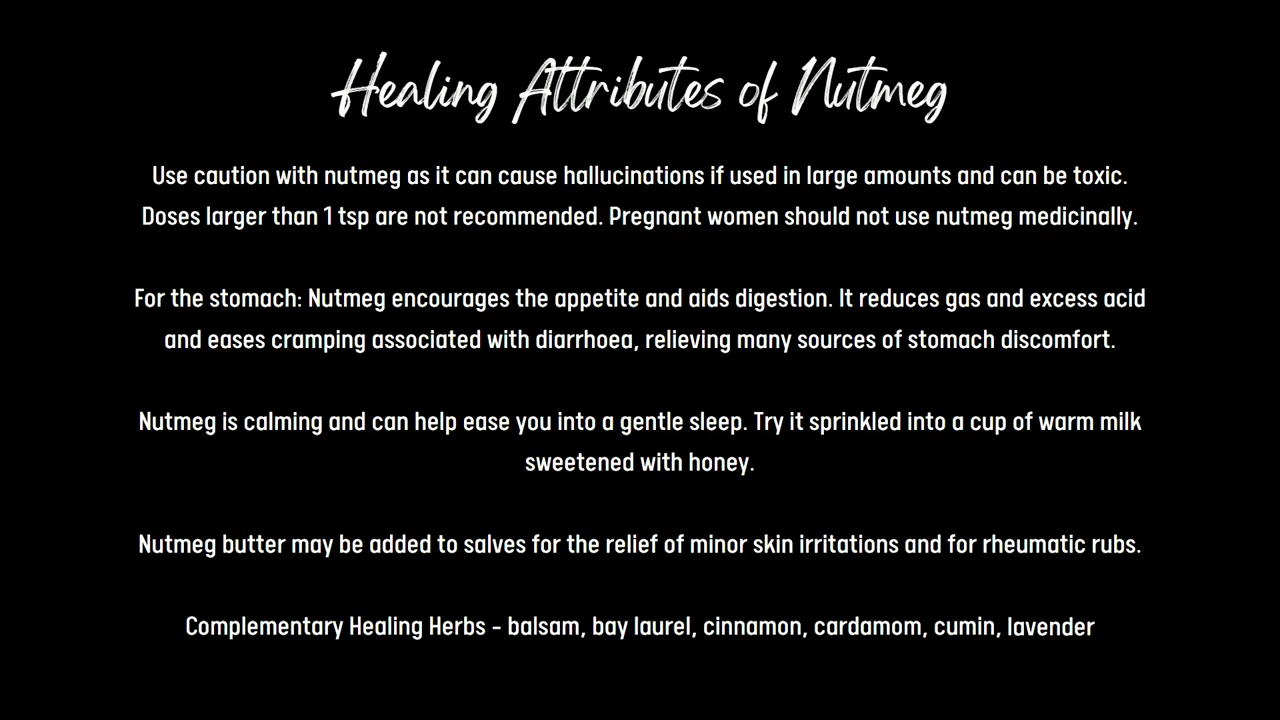 Healing Attributes of Nutmeg
Use caution with nutmeg as it can cause hallucinations if used in large amounts and can be toxic.
Doses larger than 1 tsp are not recommended. Pregnant women should not use nutmeg medicinally.
For the stomach: Nutmeg encourages the appetite and aids digestion. It reduces gas and excess acid
and eases cramping associated with diarrhoea, relieving many sources of stomach discomfort.
Nutmeg is calming and can help ease you into a gentle sleep. Try it sprinkled into a cup of warm milk
sweetened with honey.
Nutmeg butter may be added to salves for the relief of minor skin irritations and for rheumatic rubs.
Complementary Healing Herbs - balsam, bay laurel, cinnamon, cardamom, cumin, lavender